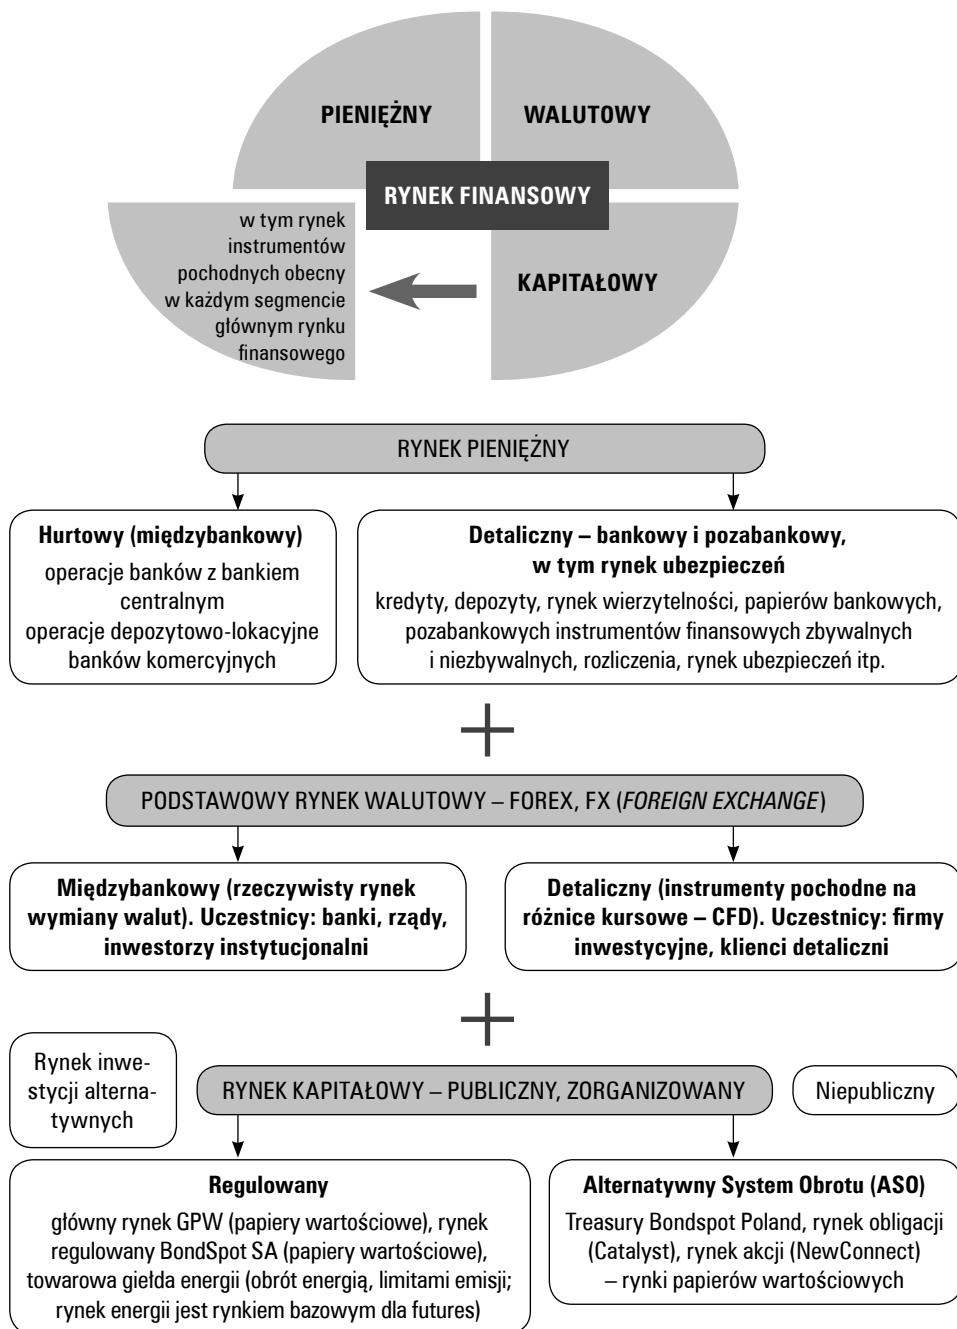 PIENIĘŻNY
WALUTOWY
RYNEK FINANSOWY
w tym rynek
instrumentów
pochodnych obecny
w każdym segmencie
głównym rynku
finansowego
KAPITAŁOWY
RYNEK PIENIĘŻNY
Hurtowy (międzybankowy)
operacje banków z bankiem
centralnym
operacje depozytowo-lokacyjne
banków komercyjnych
Detaliczny – bankowy i pozabankowy,
w tym rynek ubezpieczeń
kredyty, depozyty, rynek wierzytelności, papierów bankowych,
pozabankowych instrumentów finansowych zbywalnych
i niezbywalnych, rozliczenia, rynek ubezpieczeń itp.
+
PODSTAWOWY RYNEK WALUTOWY – FOREX, FX (FOREIGN EXCHANGE)
Międzybankowy (rzeczywisty rynek
wymiany walut). Uczestnicy: banki, rządy,
inwestorzy instytucjonalni
Detaliczny (instrumenty pochodne na
różnice kursowe – CFD). Uczestnicy: firmy
inwestycyjne, klienci detaliczni
+
Rynek inwe-
stycji alterna-
tywnych
RYNEK KAPITAŁOWY – PUBLICZNY, ZORGANIZOWANY
Niepubliczny
Regulowany
główny rynek GPW (papiery wartościowe), rynek
regulowany BondSpot SA (papiery wartościowe),
towarowa giełda energii (obrót energią, limitami emisji;
rynek energii jest rynkiem bazowym dla futures)
Alternatywny System Obrotu (ASO)
Treasury Bondspot Poland, rynek obligacji
(Catalyst), rynek akcji (NewConnect)
– rynki papierów wartościowych